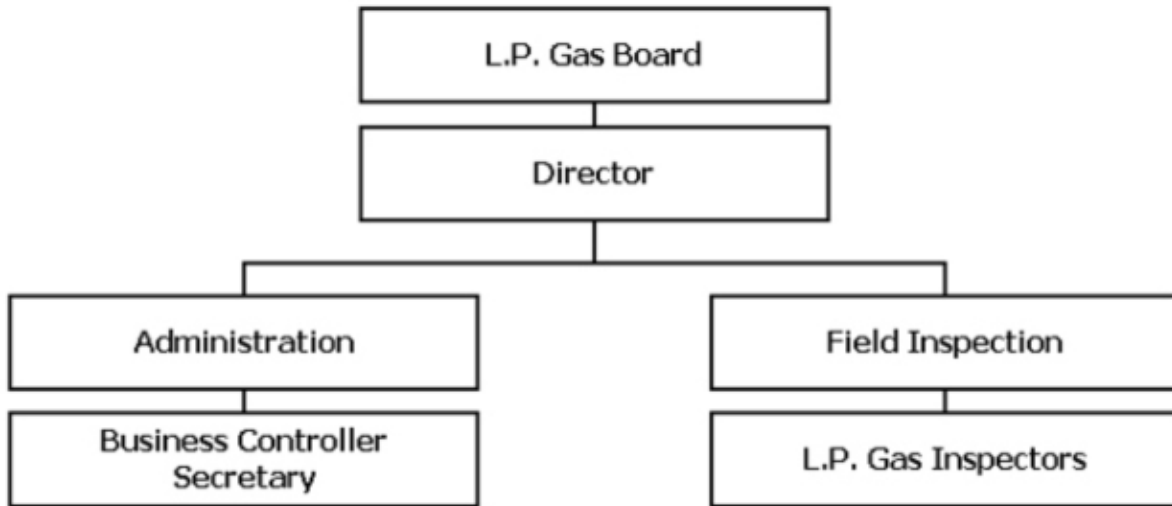 L.P. Gas Board
Director
Administration
Field Inspection
Business Controller
Secretary
L.P. Gas Inspectors